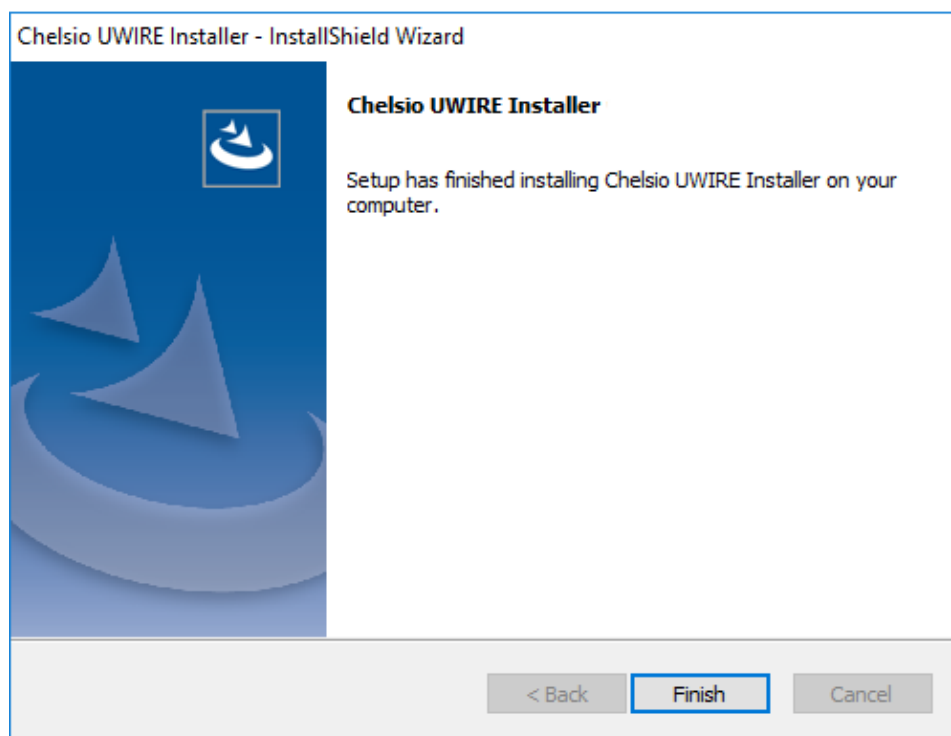 Chelsio UWIRE Installer - InstallShield Wizard
Chelsio UWIRE Installer
Setup has finished installing Chelsio UWIRE Installer on your
computer.
< Back Finish Cancel